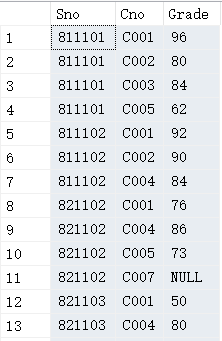 Sno Cno Grade
1 811101 C001 96
2 811101 C002 80
3 811101 C003 84
4 811101 C005 62
5 811102 C001 92
6 811102 C002 90
7 811102 C004 84
8 821102 C001 76
9 821102 C004 86
10 821102 C005 73
11 821102 C007 NULL
12 821103 C001 50
13 821103 C004 80